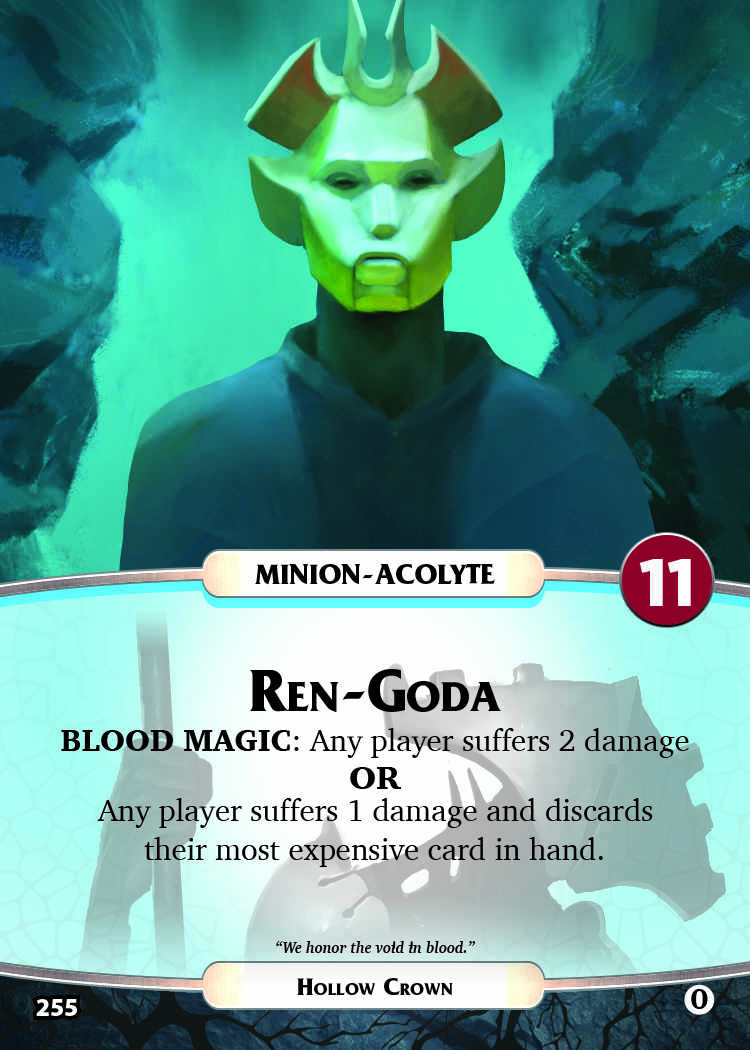 MINION-ACOLYTE
11
REN-GODA
BLOOD MAGIC: Any player suffers 2 damage
OR
Any player suffers 1 damage and discards
their most expensive card in hand.
“We honor the void in blood.”
HOLLOW CROWN
255
0